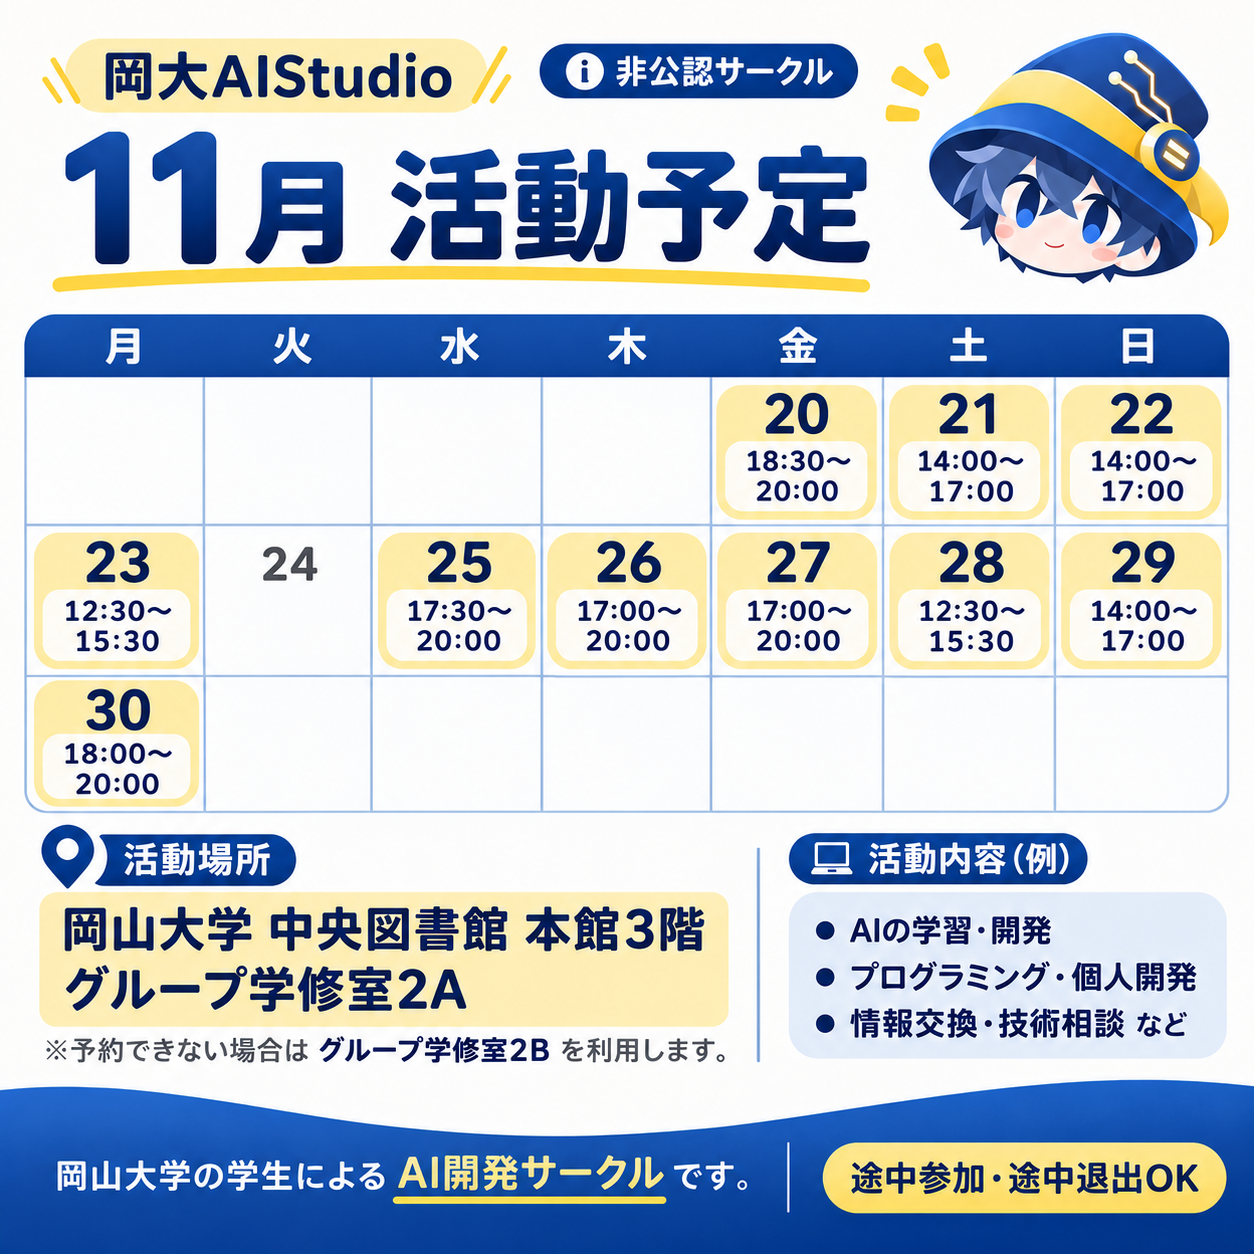 岡大AIStudio
i 非公認サークル
11月 活動予定
月 火 水 木 金 土 日
20 21 22
18:30～ 14:00～ 14:00～
20:00 17:00 17:00
23 24 25 26 27 28 29
12:30～ 17:30～ 17:00～ 17:00～ 12:30～ 14:00～
15:30 20:00 20:00 20:00 15:30 17:00
30
18:00～
20:00
活動場所
岡山大学 中央図書館 本館3階
グループ学修室2A
※予約できない場合は グループ学修室2B を利用します。
活動内容(例)
● AIの学習・開発
● プログラミング・個人開発
● 情報交換・技術相談 など
岡山大学の学生による AI開発サークル です。
途中参加・途中退出OK